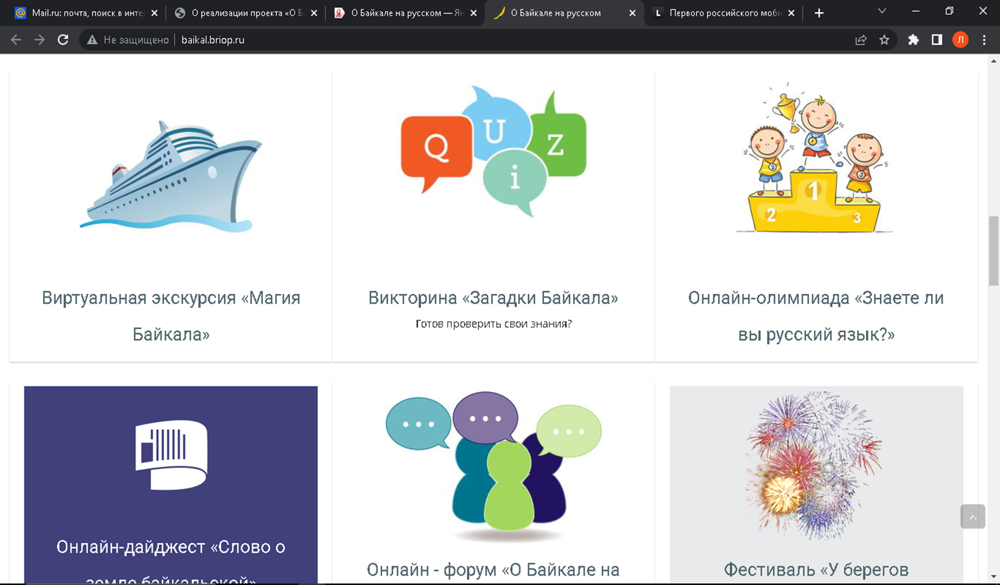 Mail.ru: почта, поиск в инте
О реализации проекта «О Б
О Байкале на русском — Ян
О Байкале на русском
Первого российского моби
Не защищено
baikal.briop.ru
Л
Q
U
i
Z
1
2
3
Виртуальная экскурсия «Магия
Байкала»
Викторина «Загадки Байкала»
Готов проверить свои знания?
Онлайн-олимпиада «Знаете ли
вы русский язык?»
Онлайн-дайджест «Слово о
земле байкальской»
Онлайн - форум «О Байкале на
Фестиваль «У берегов